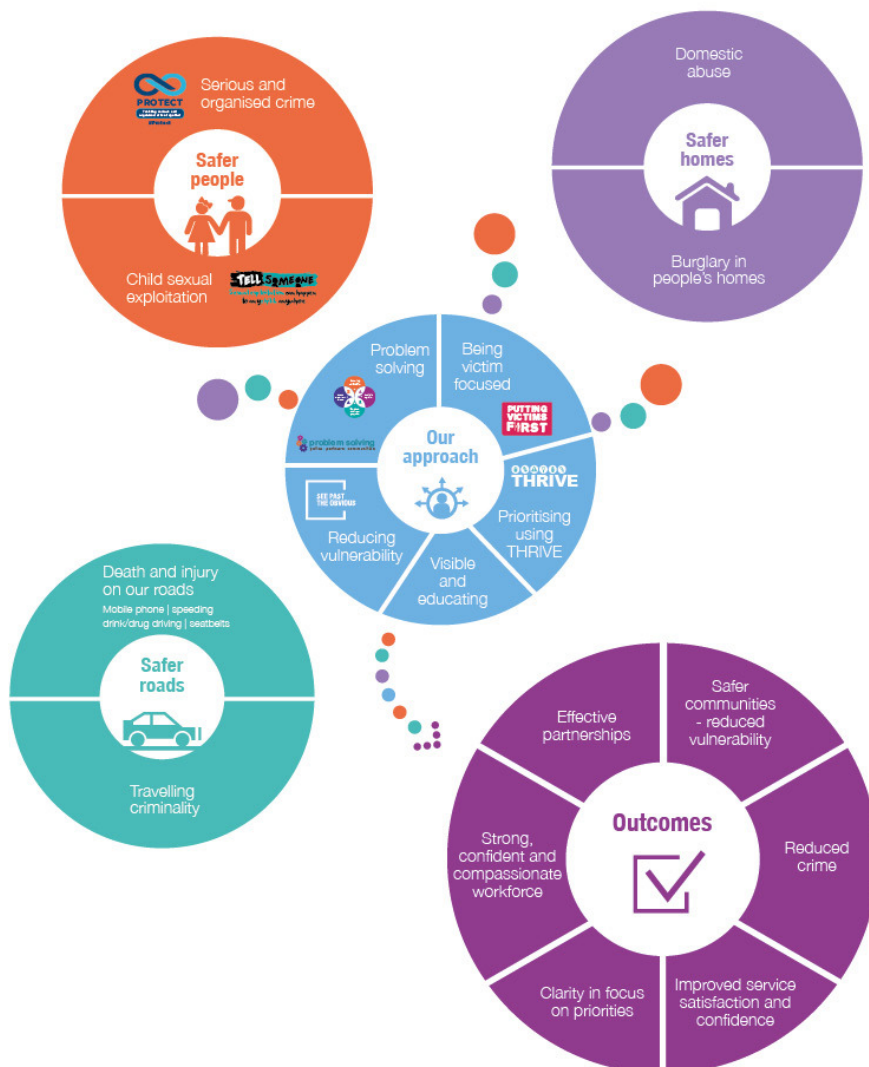 PROTECT
Serious and
organised crime
Safer
people
Child sexual
exploitation
TELL SOMEONE
Domestic
abuse
Safer
homes
Burglary in
people's homes
Problem
solving
problem solving
police partners communities
Being
victim
focused
PUTTING
VICTIMS
FIRST
Our
approach
SEE PAST
THE OBVIOUS
Reducing
vulnerability
THRIVE
Prioritising
using
THRIVE
Visible
and
educating
Death and injury
on our roads
Mobile phone | speeding
drink/drug driving | seatbelts
Safer
roads
Travelling
criminality
Effective
partnerships
Safer
communities
- reduced
vulnerability
Outcomes
Strong,
confident and
compassionate
workforce
Reduced
crime
Clarity in focus
on priorities
Improved service
satisfaction and
confidence